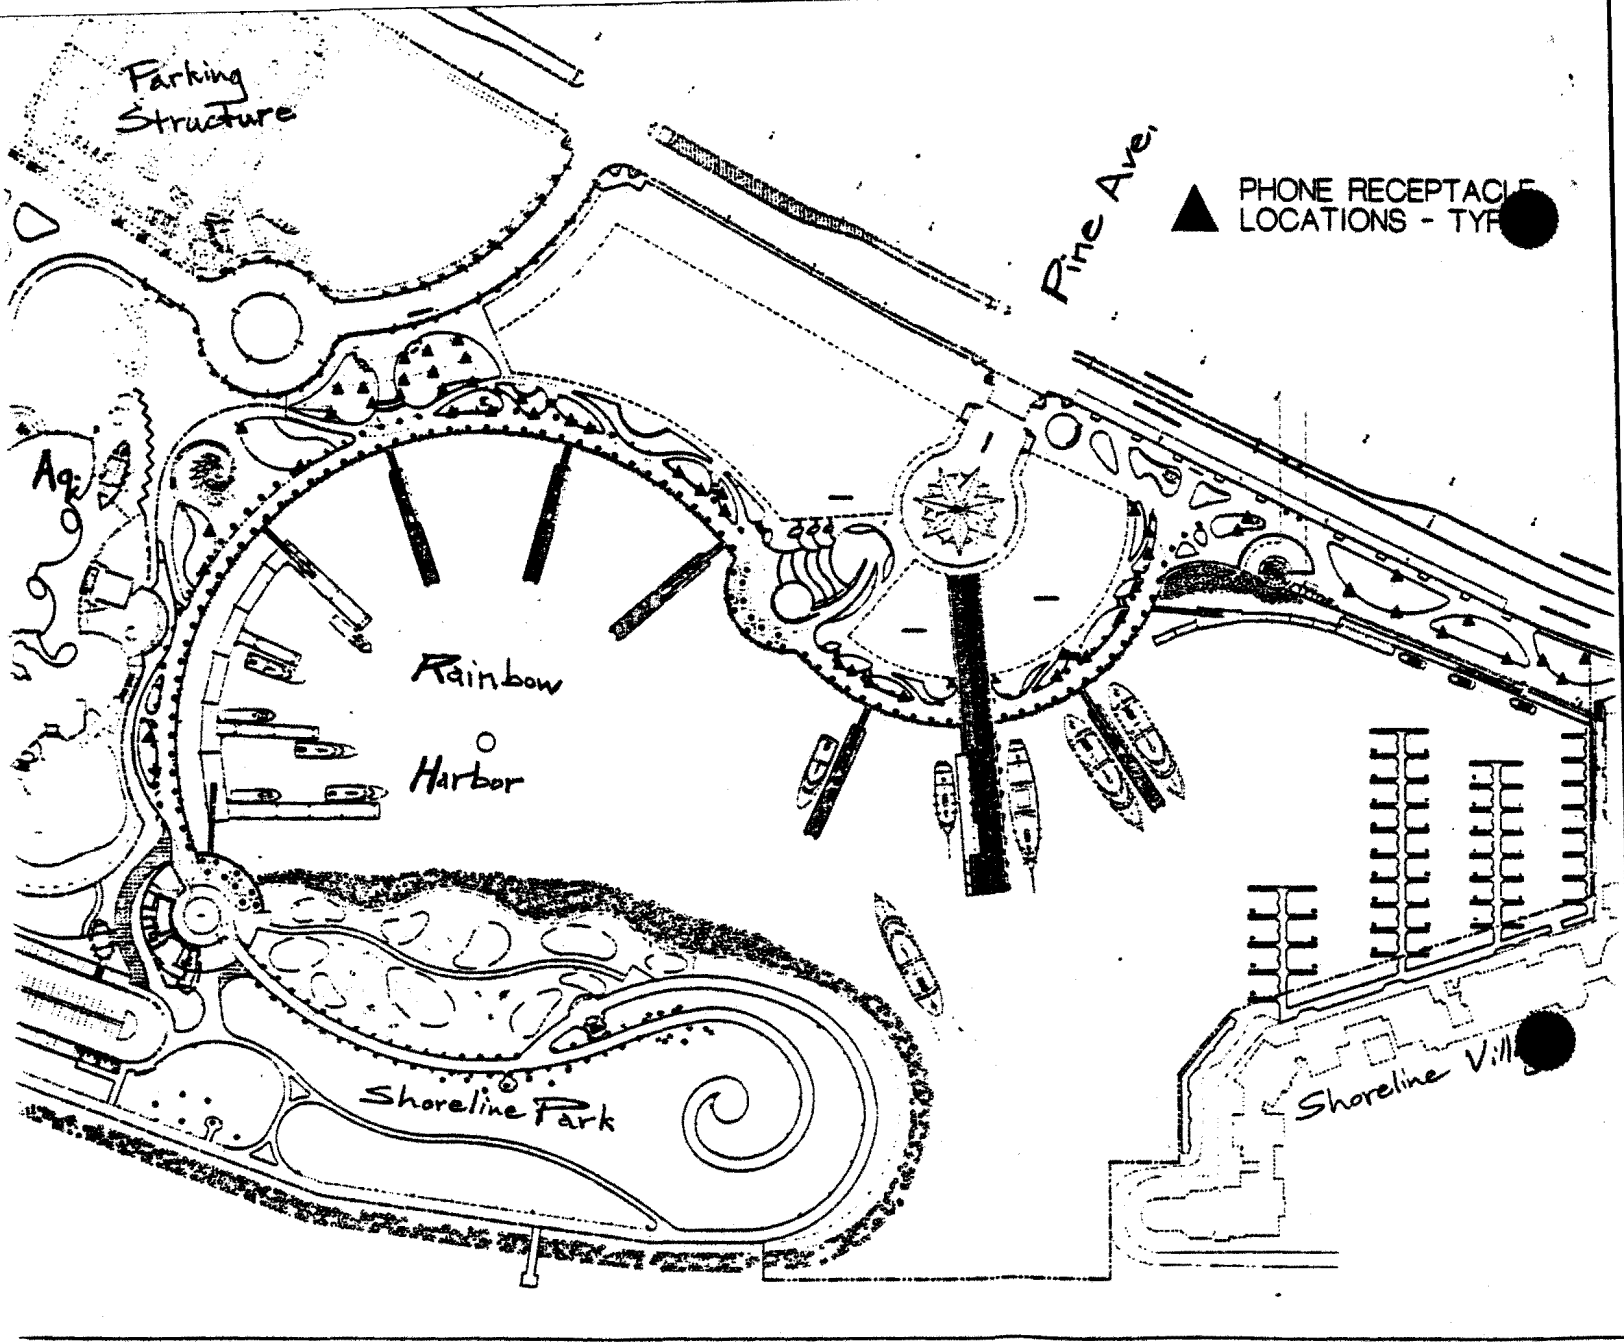 Parking
Structure
Pine Ave.
PHONE RECEPTACLE
LOCATIONS - TYP
Aq.
Rainbow
Harbor
Shoreline Park
Shoreline Vill